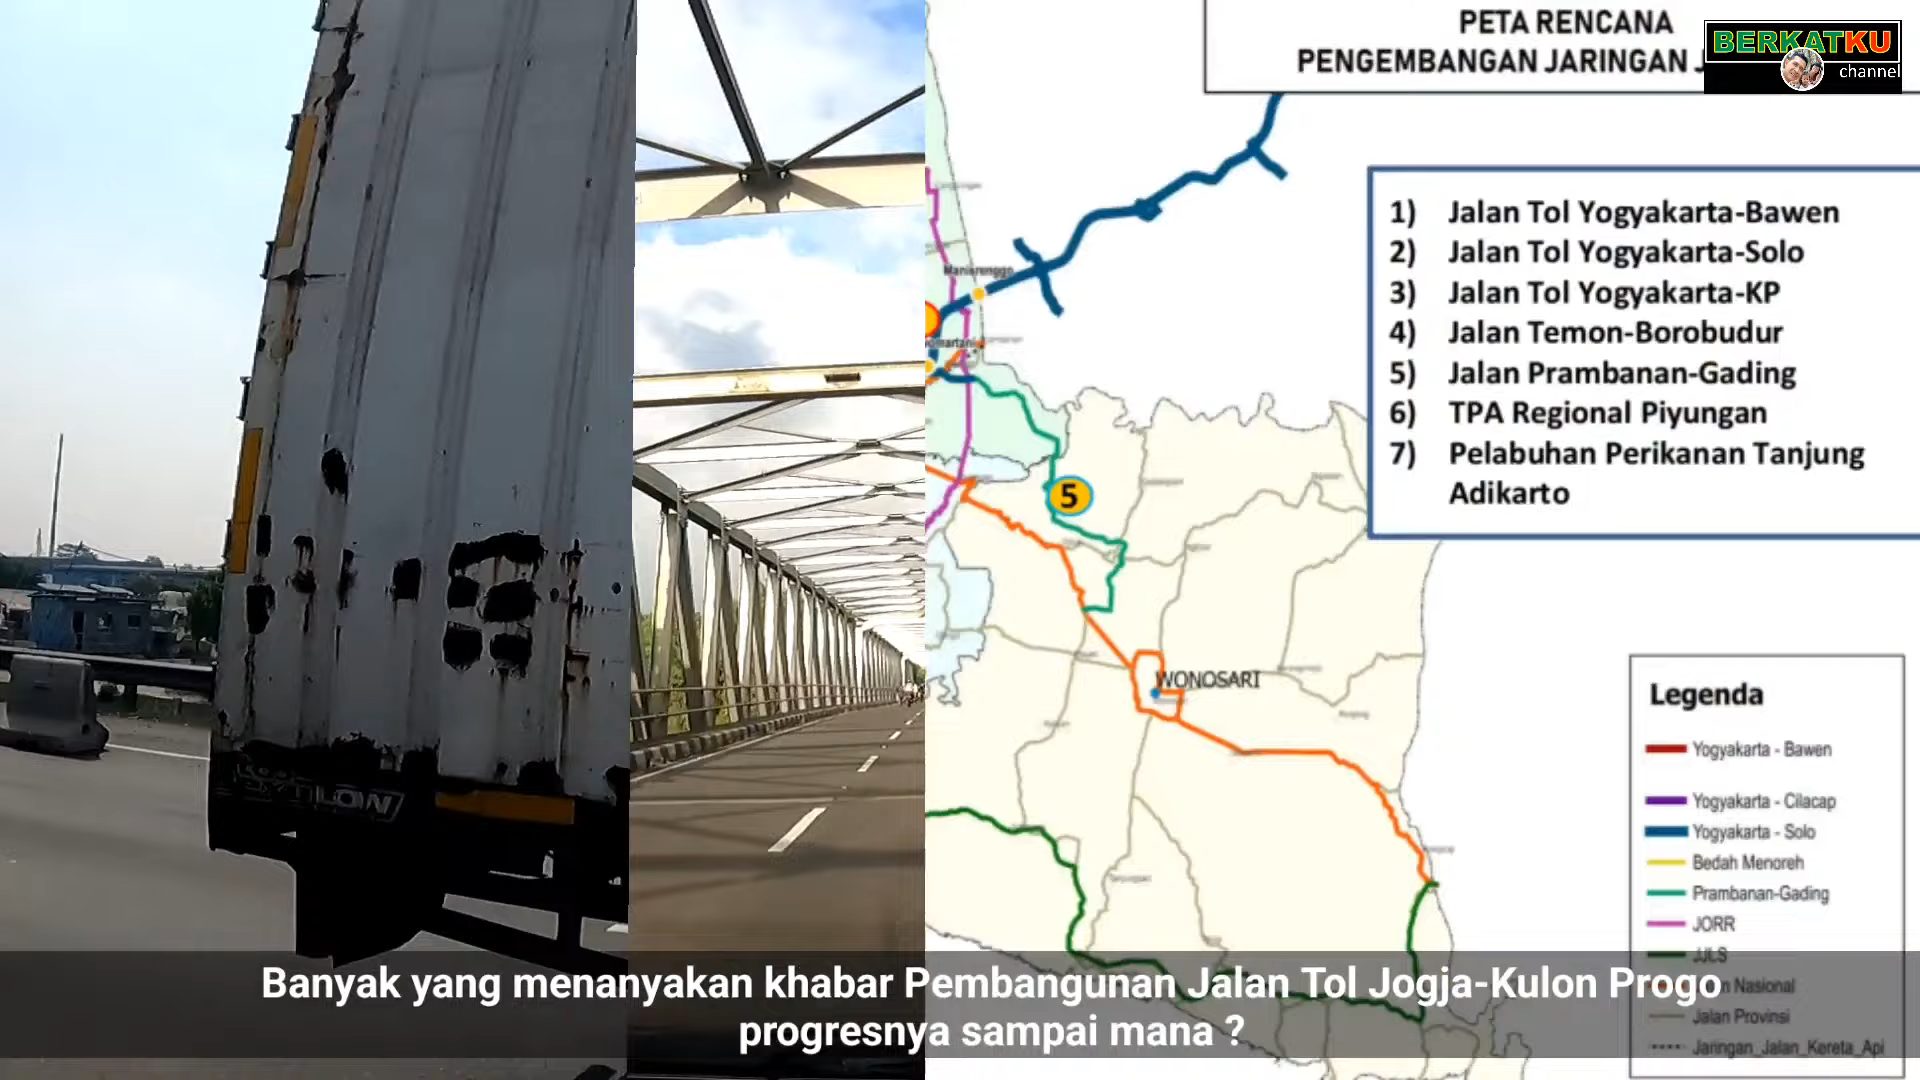 PETA RENCANA
PENGEMBANGAN JARINGAN J
BERKATKU
channel
1) Jalan Tol Yogyakarta-Bawen
2) Jalan Tol Yogyakarta-Solo
3) Jalan Tol Yogyakarta-KP
4) Jalan Temon-Borobudur
5) Jalan Prambanan-Gading
6) TPA Regional Piyungan
7) Pelabuhan Perikanan Tanjung
Adikarto
Manisrenggo
5
WONOSARI
Legenda
Yogyakarta - Bawen
Yogyakarta - Cilacap
Yogyakarta - Solo
Bedah Menoreh
Prambanan-Gading
JORR
JJLS
Nasional
Jalan Provinsi
Jaringan_Jalan_Kereta_Api
Banyak yang menanyakan khabar Pembangunan Jalan Tol Jogja-Kulon Progo
progresnya sampai mana ?